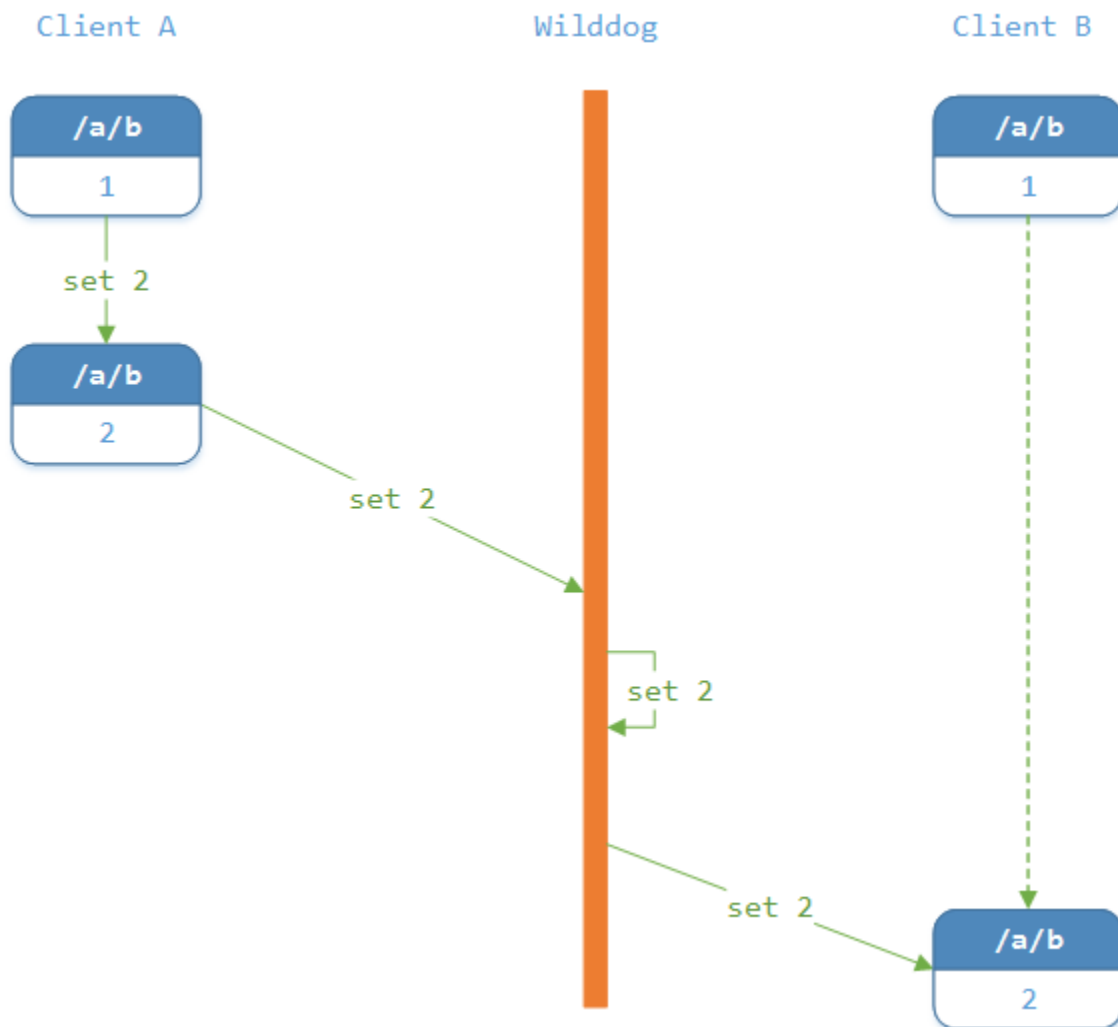 Client A
Wilddog
Client B
/a/b
1
/a/b
1
set 2
/a/b
2
set 2
set 2
set 2
/a/b
2